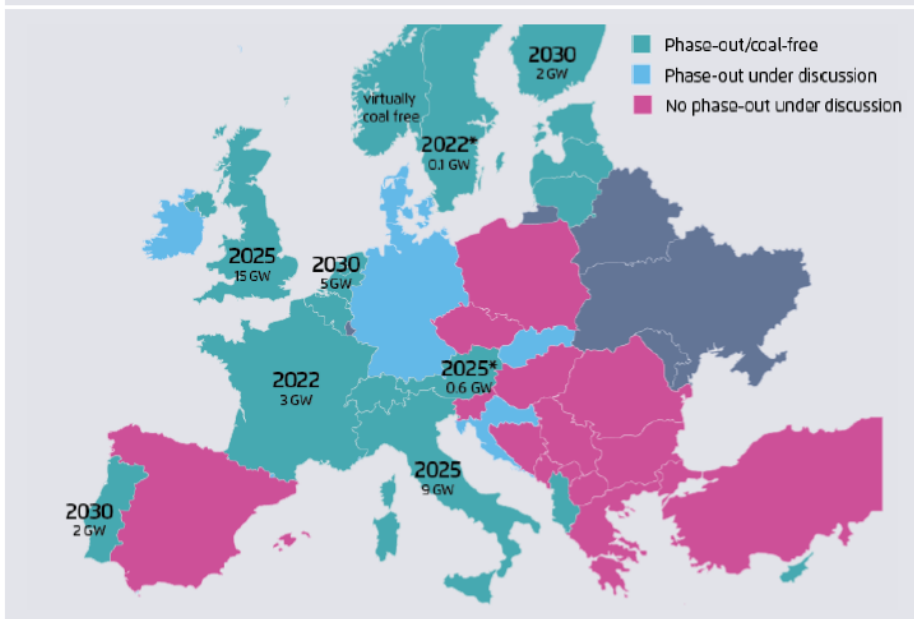 2030
2 GW
Phase-out/coal-free
Phase-out under discussion
No phase-out under discussion
virtually
coal free
2022*
0.1 GW
2025
15 GW
2030
5 GW
2025*
0.6 GW
2022
3 GW
2025
9 GW
2030
2 GW